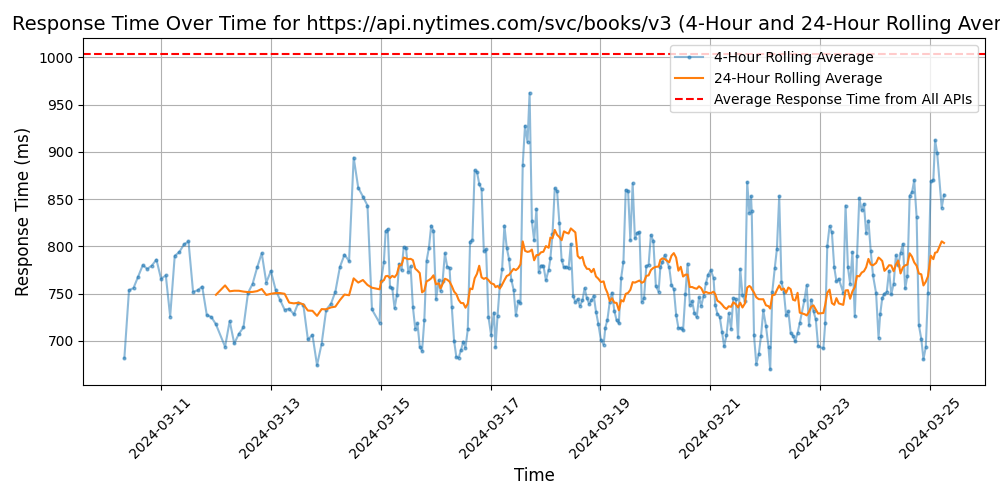 Response Time Over Time for https://api.nytimes.com/svc/books/v3 (4-Hour and 24-Hour Rolling Aver
4-Hour Rolling Average
24-Hour Rolling Average
Average Response Time from All APIs
Response Time (ms)
1000
950
900
850
800
750
700
2024-03-11
2024-03-13
2024-03-15
2024-03-17
2024-03-19
2024-03-21
2024-03-23
2024-03-25
Time